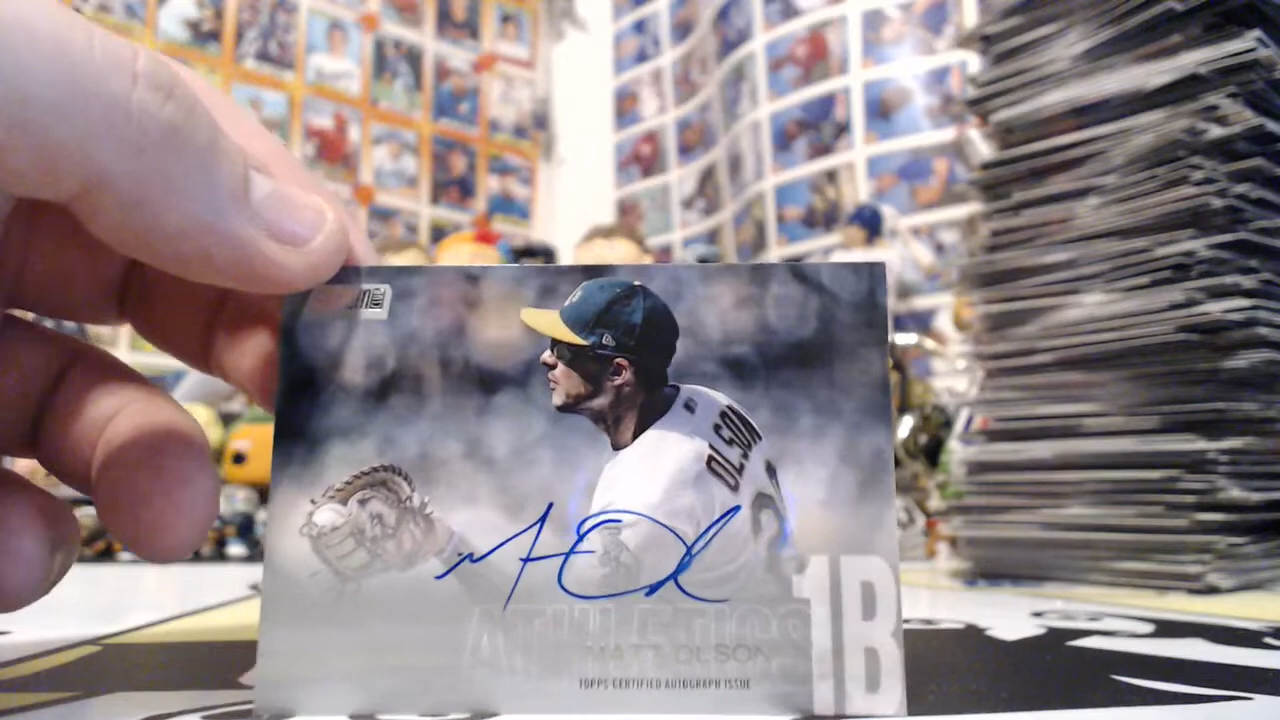 OLSON
ATHLETICS
MATT OLSON
1B
TOPPS CERTIFIED AUTOGRAPH ISSUE